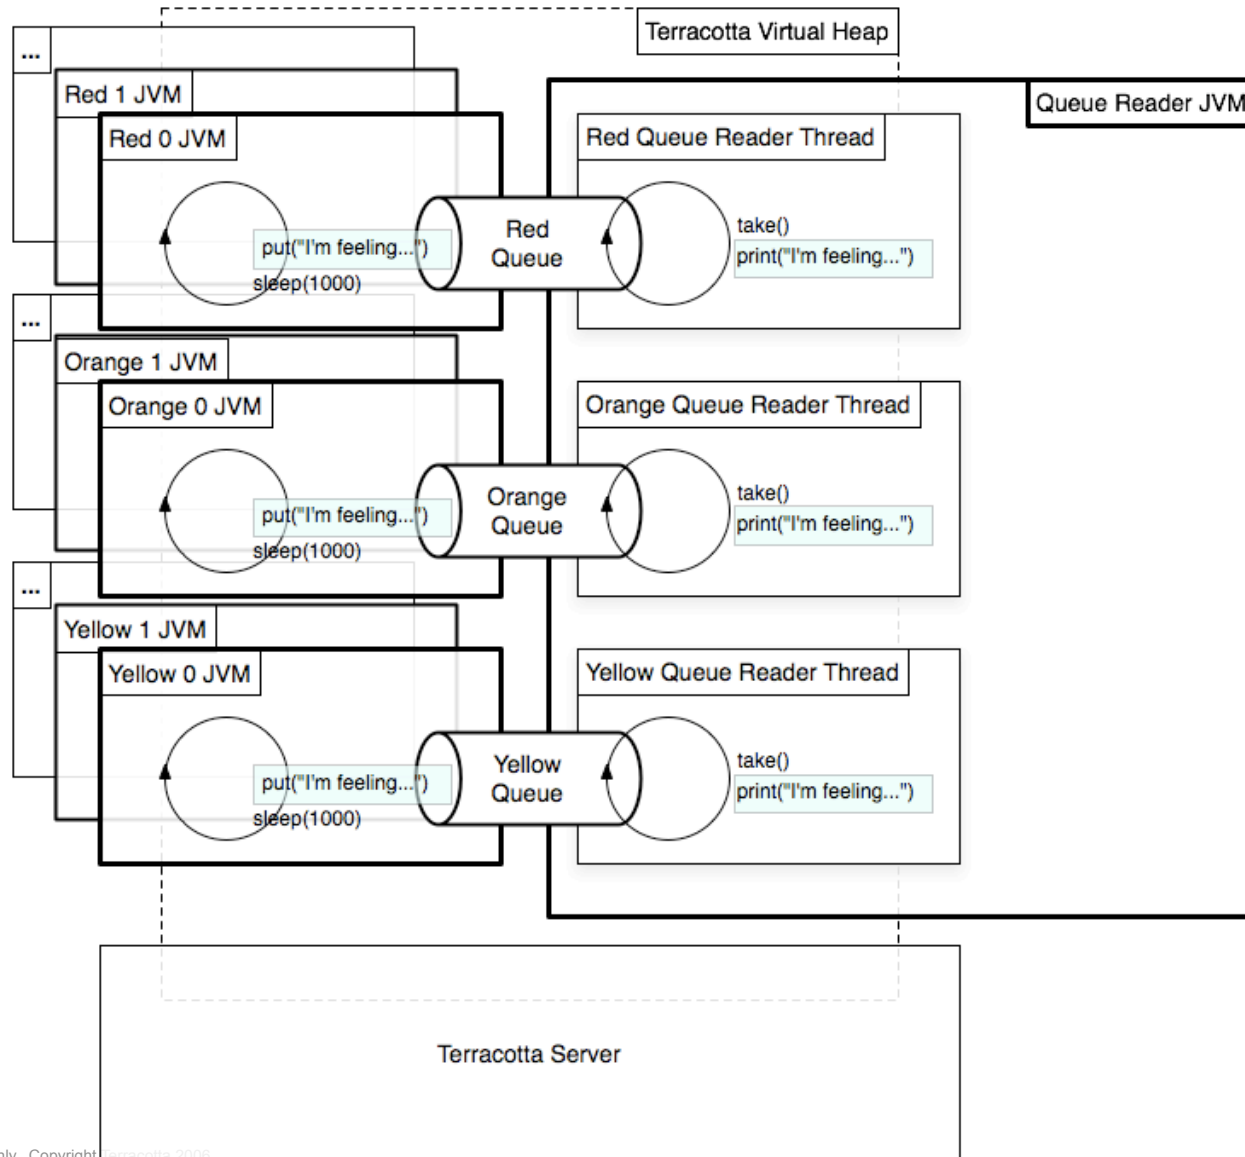 Terracotta Virtual Heap
...
Red 1 JVM
Red 0 JVM
put("I'm feeling...")
sleep(1000)
Red
Queue
Queue Reader JVM
Red Queue Reader Thread
take()
print("I'm feeling...")
...
Orange 1 JVM
Orange 0 JVM
put("I'm feeling...")
sleep(1000)
Orange
Queue
Orange Queue Reader Thread
take()
print("I'm feeling...")
...
Yellow 1 JVM
Yellow 0 JVM
put("I'm feeling...")
sleep(1000)
Yellow
Queue
Yellow Queue Reader Thread
take()
print("I'm feeling...")
Terracotta Server
Copyright Terracotta 2006